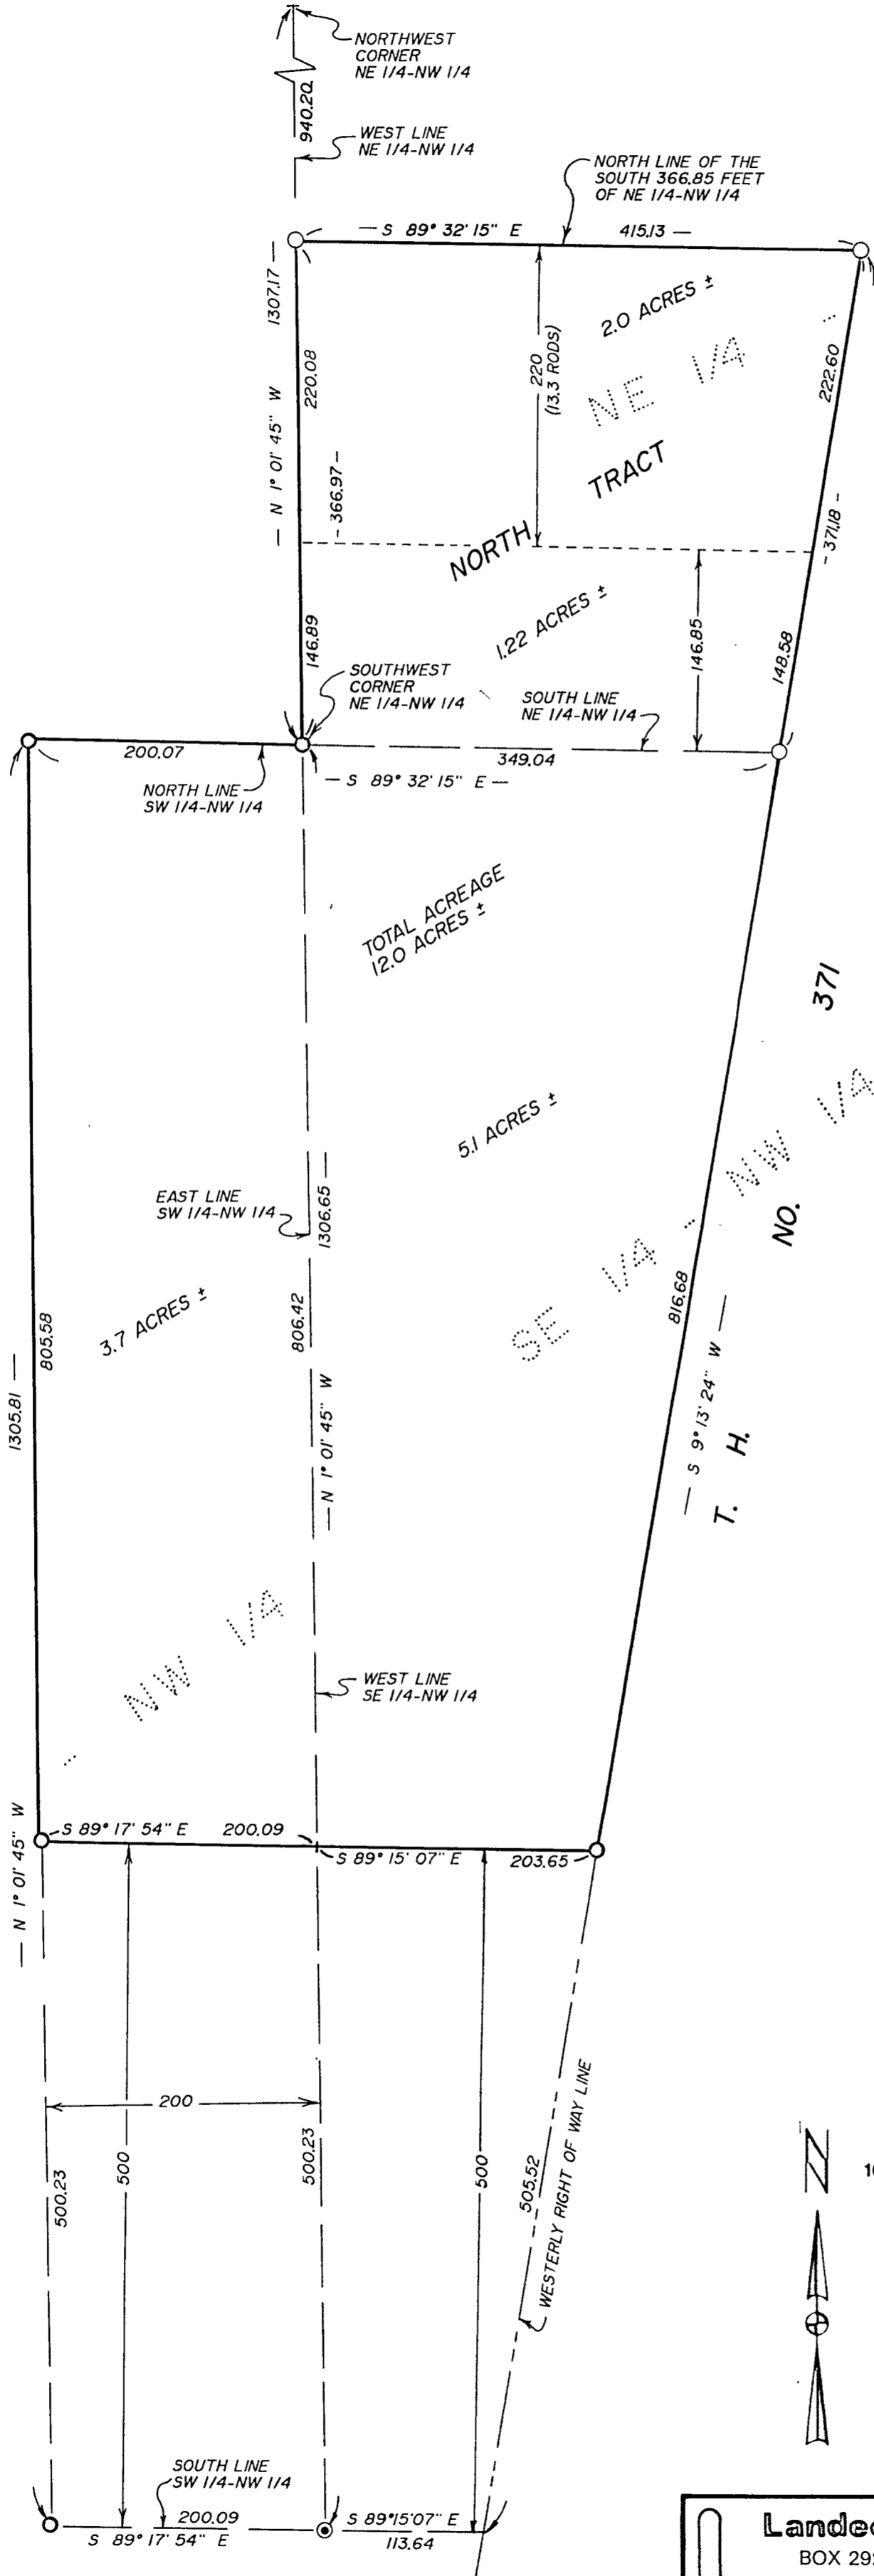 NORTHWEST
CORNER
NE 1/4-NW 1/4
940.20
WEST LINE
NE 1/4-NW 1/4
NORTH LINE OF THE
SOUTH 366.85 FEET
OF NE 1/4-NW 1/4
— S 89° 32' 15" E 415.13 —
1307.17 —
— N 1° 01' 45" W
220.08
- 366.97 -
220
(13.3 RODS)
2.0 ACRES ±
NE 1/4 -
222.60
NORTH TRACT
- 371.18 -
146.89
1.22 ACRES ±
146.85
148.58
SOUTHWEST
CORNER
NE 1/4-NW 1/4
SOUTH LINE
NE 1/4-NW 1/4
200.07
349.04
NORTH LINE
SW 1/4-NW 1/4
— S 89° 32' 15" E —
TOTAL ACREAGE
12.0 ACRES ±
371
5.1 ACRES ±
SE 1/4 - NW 1/4
EAST LINE
SW 1/4-NW 1/4
1306.65 —
NO.
3.7 ACRES ±
805.58
1305.81 —
806.42
816.68
— N 1° 01' 45" W
— S 9° 13' 24" W —
T. H.
- NW 1/4
WEST LINE
SE 1/4-NW 1/4
— N 1° 01' 45" W
S 89° 17' 54" E 200.09
S 89° 15' 07" E 203.65
200
500.23
500
500.23
500
505.52
WESTERLY RIGHT OF WAY LINE
N
SOUTH LINE
SW 1/4-NW 1/4
200.09
S 89° 17' 54" E
S 89° 15' 07" E
113.64
BOX 29